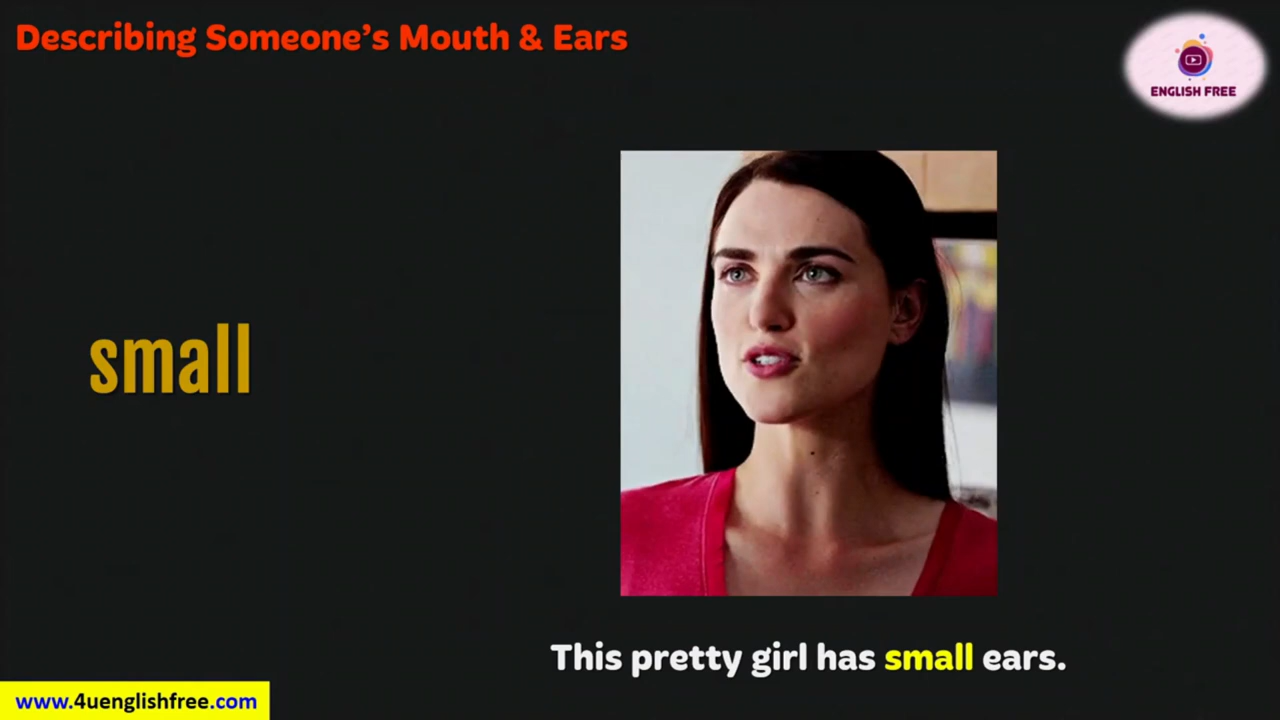 Describing Someone’s Mouth & Ears
ENGLISH FREE
small
This pretty girl has small ears.
www.4uenglishfree.com